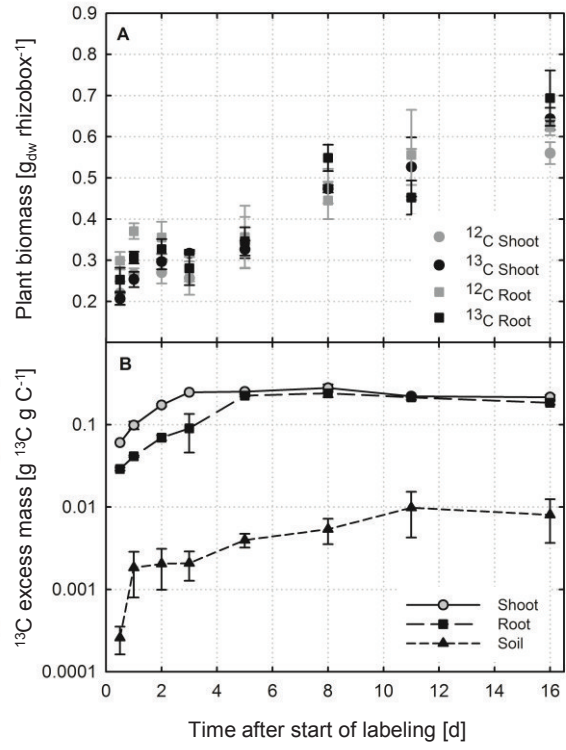 A
Plant biomass [g_dw rhizobox⁻¹]
0.9
0.8
0.7
0.6
0.5
0.4
0.3
0.2
¹²C Shoot
¹³C Shoot
¹²C Root
¹³C Root
B
¹³C excess mass [g ¹³C g C⁻¹]
0.1
0.01
0.001
0.0001
Shoot
Root
Soil
0 2 4 6 8 10 12 14 16
Time after start of labeling [d]